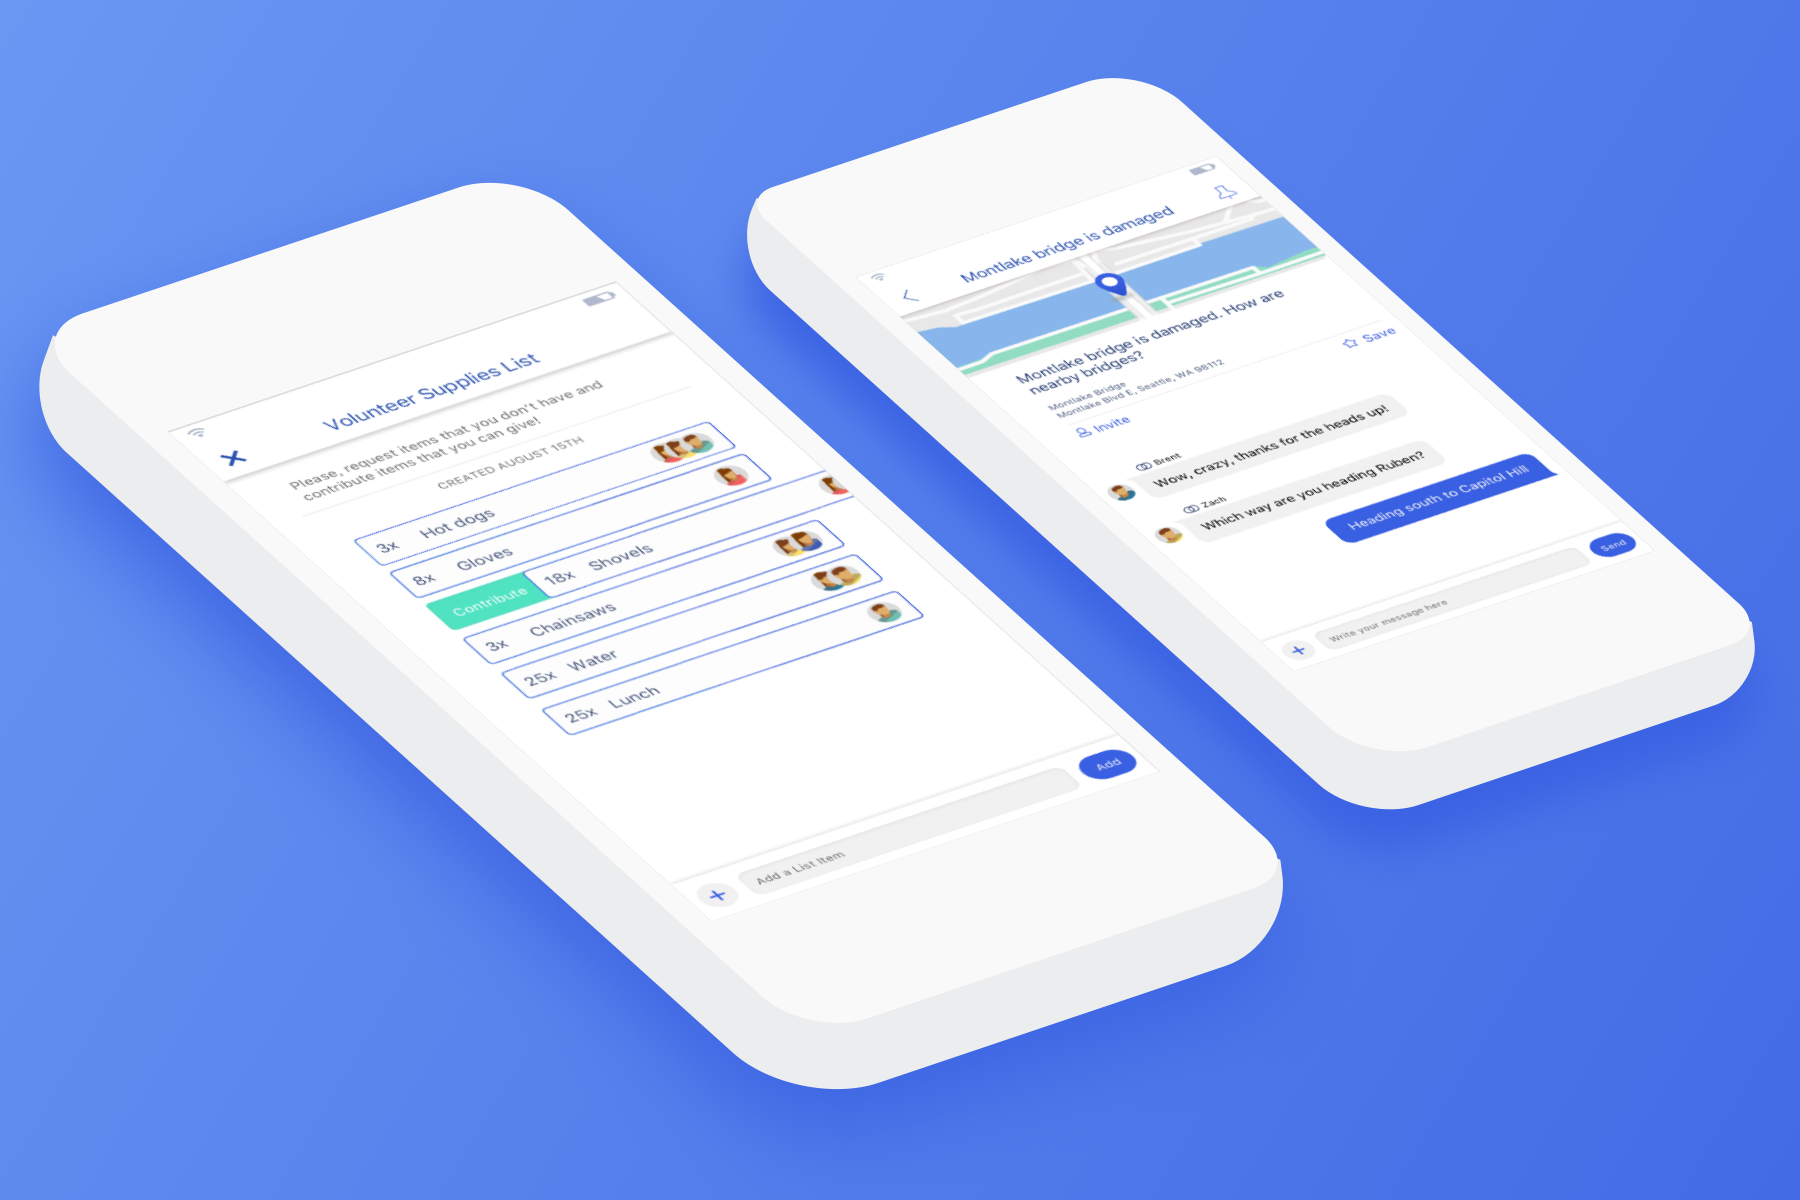 Volunteer Supplies List
Please, request items that you don't have and
contribute items that you can give!
CREATED AUGUST 15TH
3x Hot dogs
8x Gloves
Contribute 18x Shovels
3x Chainsaws
25x Water
25x Lunch
Add a List Item
Add
Montlake bridge is damaged
Montlake bridge is damaged. How are
nearby bridges?
Montlake Bridge
Montlake Blvd E, Seattle, WA 98112
Invite
Save
Brent
Wow, crazy, thanks for the heads up!
Zach
Which way are you heading Ruben?
Heading south to Capitol Hill
Write your message here
Send